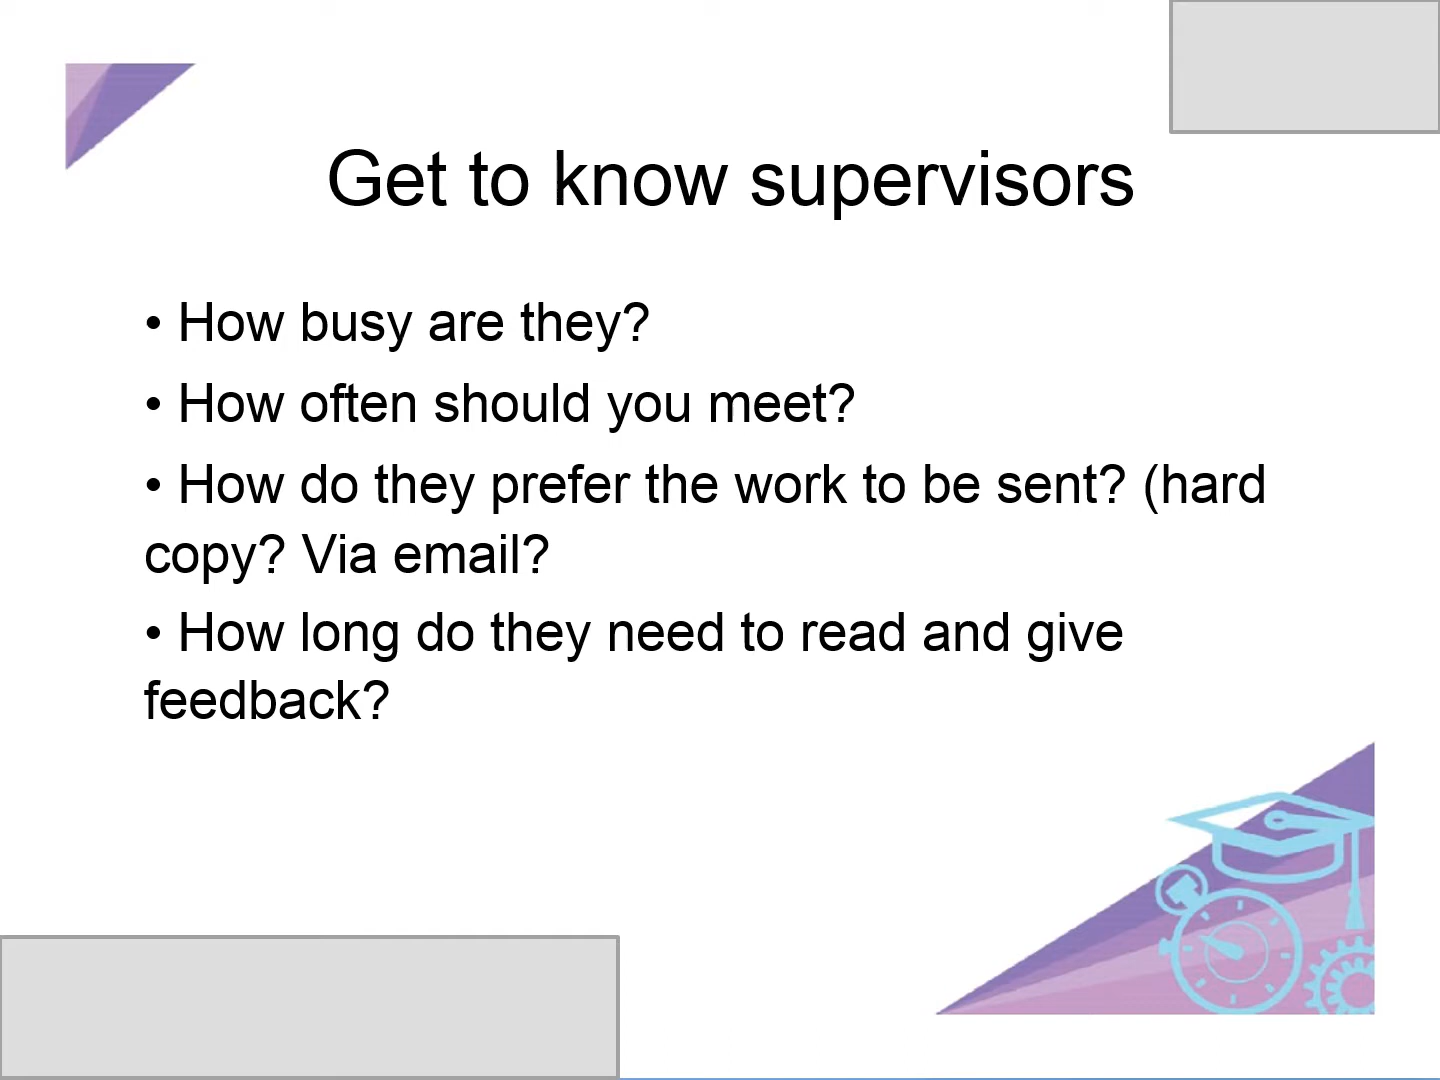 Get to know supervisors
• How busy are they?
• How often should you meet?
• How do they prefer the work to be sent? (hard
copy? Via email?
• How long do they need to read and give
feedback?